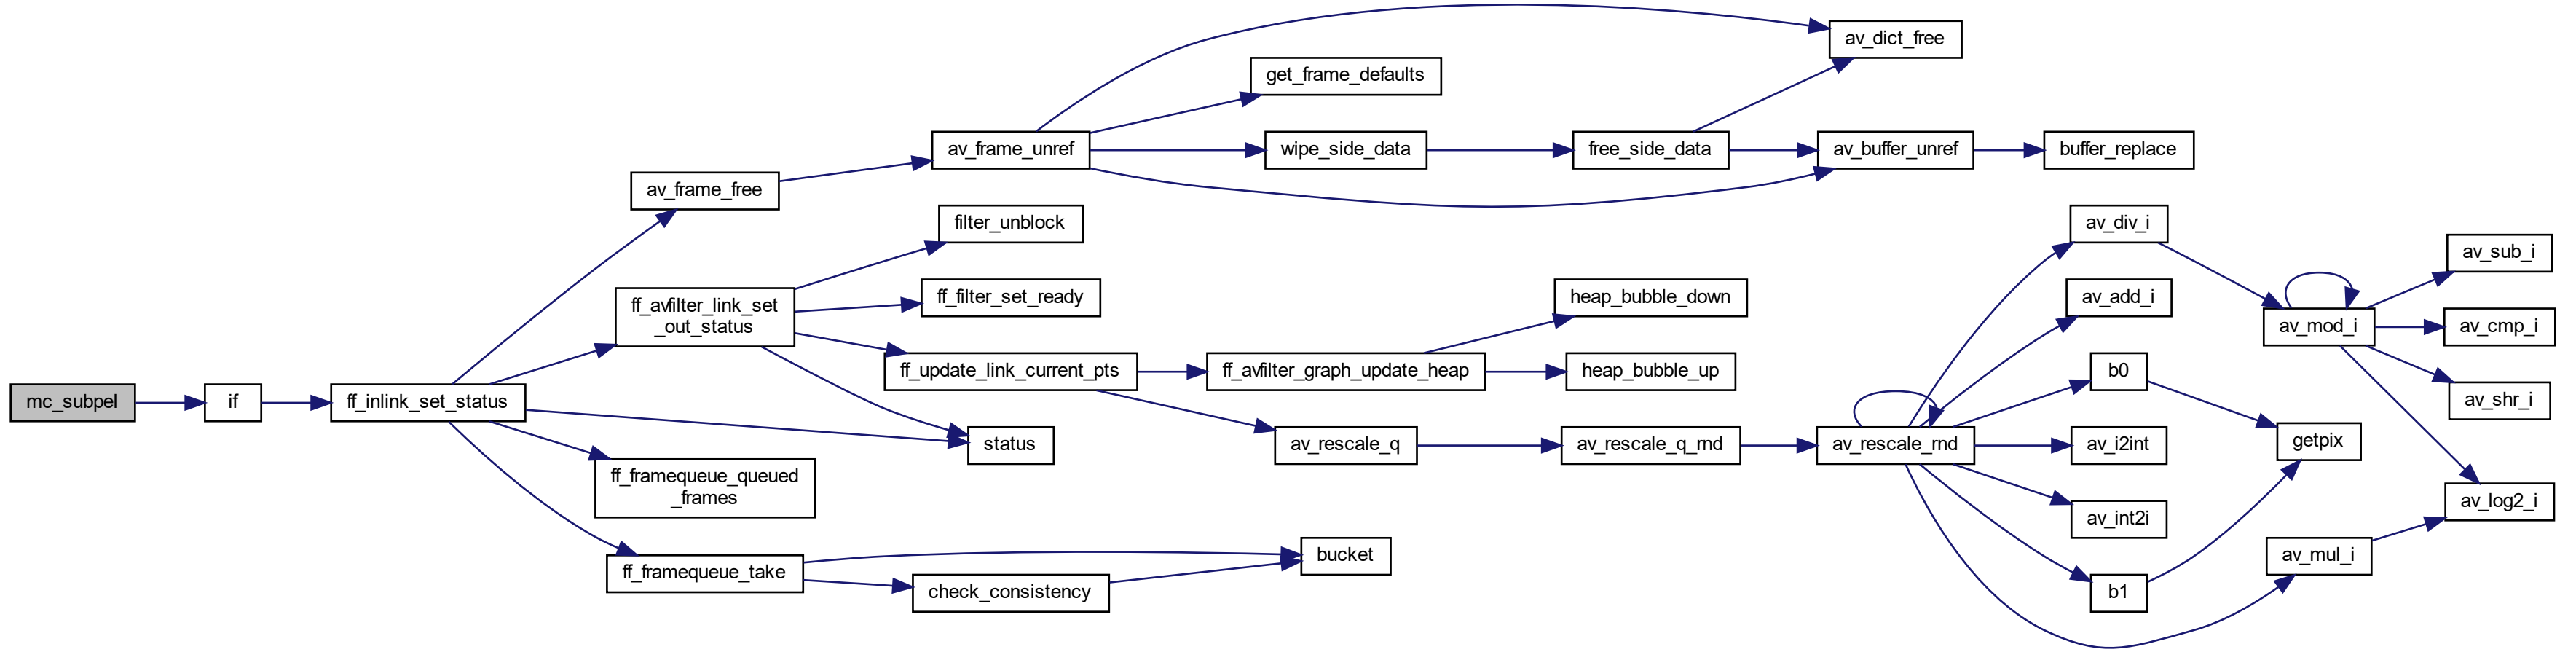 mc_subpel
if
ff_inlink_set_status
av_frame_free
av_frame_unref
av_dict_free
get_frame_defaults
wipe_side_data
free_side_data
av_buffer_unref
buffer_replace
ff_avfilter_link_set
_out_status
filter_unblock
ff_filter_set_ready
ff_update_link_current_pts
status
ff_avfilter_graph_update_heap
heap_bubble_down
heap_bubble_up
av_rescale_q
av_rescale_q_rnd
av_rescale_rnd
av_div_i
av_add_i
b0
av_i2int
av_int2i
b1
av_mod_i
getpix
av_mul_i
av_sub_i
av_cmp_i
av_shr_i
av_log2_i
ff_framequeue_queued
_frames
ff_framequeue_take
check_consistency
bucket